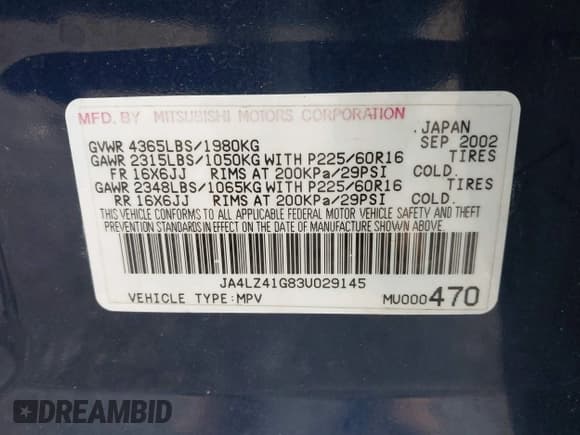 MFD. BY MITSUBISHI MOTORS CORPORATION
, JAPAN
GVWR 4365LBS/1980KG SEP 2002
GAWR 2315LBS/1050KG WITH P225/60R16 TIRES
FR 16X6JJ RIMS AT 200KPa/29PSI COLD.
GAWR 2348LBS/1065KG WITH P225/60R16 TIRES
RR 16X6JJ RIMS AT 200KPa/29PSI COLD.
THIS VEHICLE CONFORMS TO ALL APPLICABLE FEDERAL MOTOR VEHICLE SAFETY AND THEFT
PREVENTION STANDARDS IN EFFECT ON THE DATE OF MANUFACTURE SHOWN ABOVE.
JA4LZ41G83U029145
VEHICLE TYPE:MPV MU000470
DREAMBID